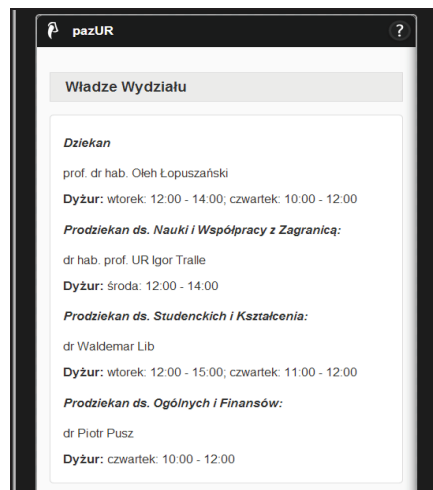 pazUR
?
Władze Wydziału
Dziekan
prof. dr hab. Ołeh Łopuszański
Dyżur: wtorek: 12:00 - 14:00; czwartek: 10:00 - 12:00
Prodziekan ds. Nauki i Współpracy z Zagranicą:
dr hab. prof. UR Igor Tralle
Dyżur: środa: 12:00 - 14:00
Prodziekan ds. Studenckich i Kształcenia:
dr Waldemar Lib
Dyżur: wtorek: 12:00 - 15:00; czwartek: 11:00 - 12:00
Prodziekan ds. Ogólnych i Finansów:
dr Piotr Pusz
Dyżur: czwartek: 10:00 - 12:00